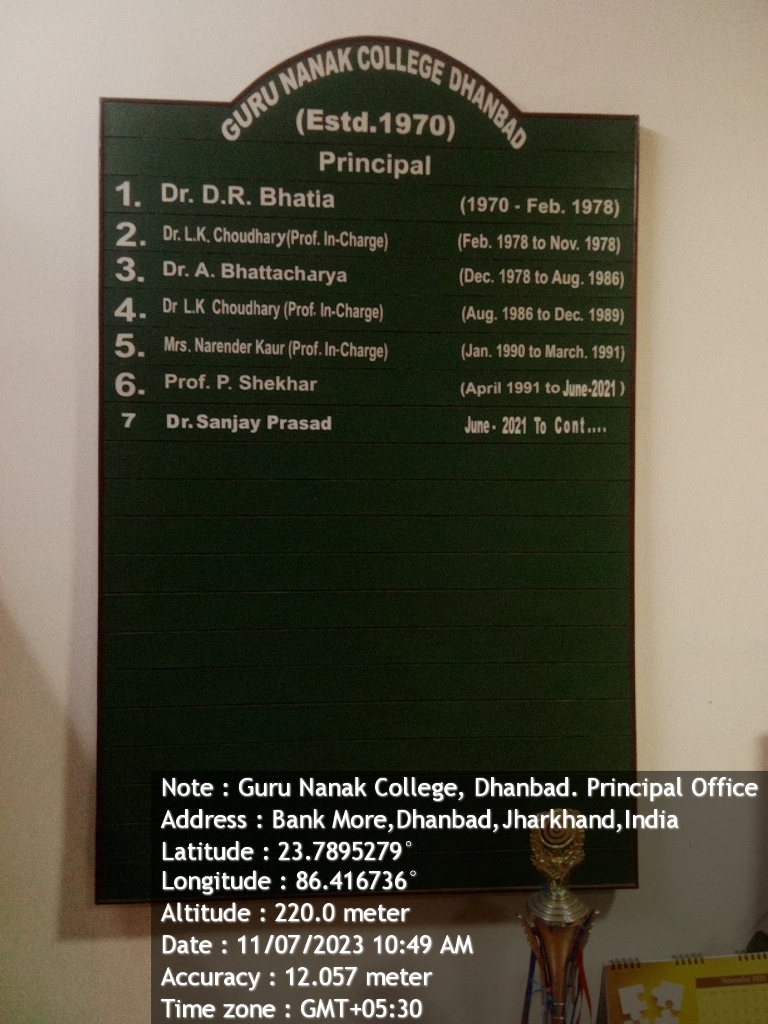 GURU NANAK COLLEGE DHANBAD
(Estd.1970)
Principal
1. Dr. D.R. Bhatia (1970 - Feb. 1978)
2. Dr. L.K. Choudhary(Prof. In-Charge) (Feb. 1978 to Nov. 1978)
3. Dr. A. Bhattacharya (Dec. 1978 to Aug. 1986)
4. Dr L.K Choudhary (Prof. In-Charge) (Aug. 1986 to Dec. 1989)
5. Mrs. Narender Kaur (Prof. In-Charge) (Jan. 1990 to March. 1991)
6. Prof. P. Shekhar (April 1991 to June-2021)
7 Dr. Sanjay Prasad June- 2021 To Cont....
Note : Guru Nanak College, Dhanbad. Principal Office
Address : Bank More,Dhanbad,Jharkhand,India
Latitude : 23.7895279°
Longitude : 86.416736°
Altitude : 220.0 meter
Date : 11/07/2023 10:49 AM
Accuracy : 12.057 meter
Time zone : GMT+05:30
November